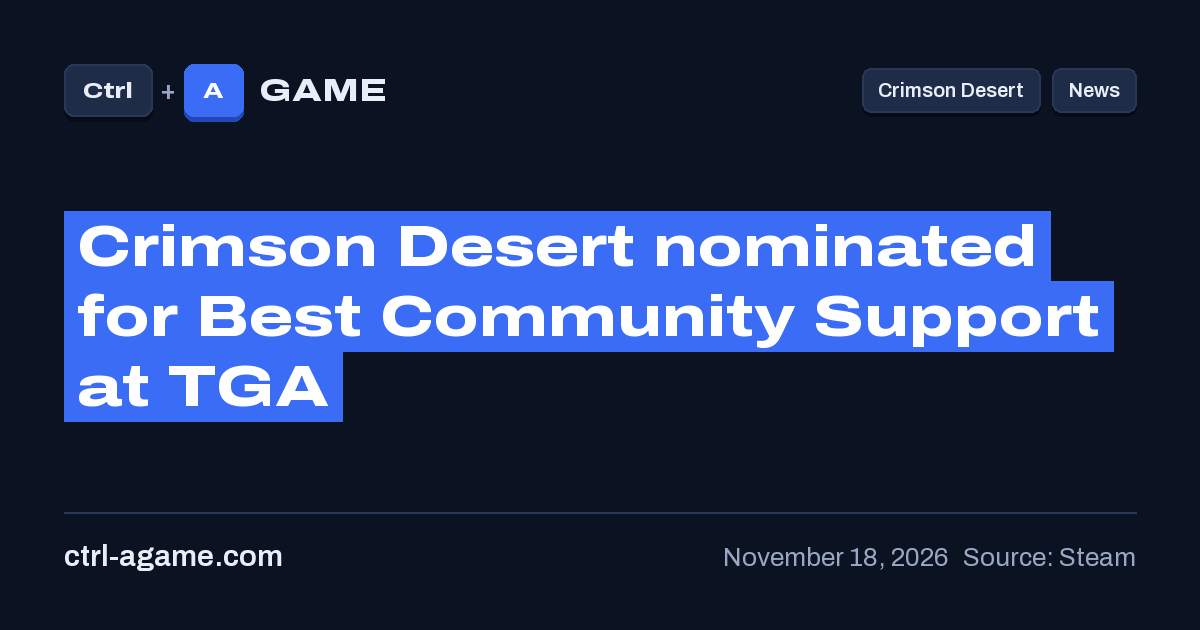 Ctrl + A GAME
Crimson Desert News
Crimson Desert nominated
for Best Community Support
at TGA
ctrl-agame.com
November 18, 2026 Source: Steam